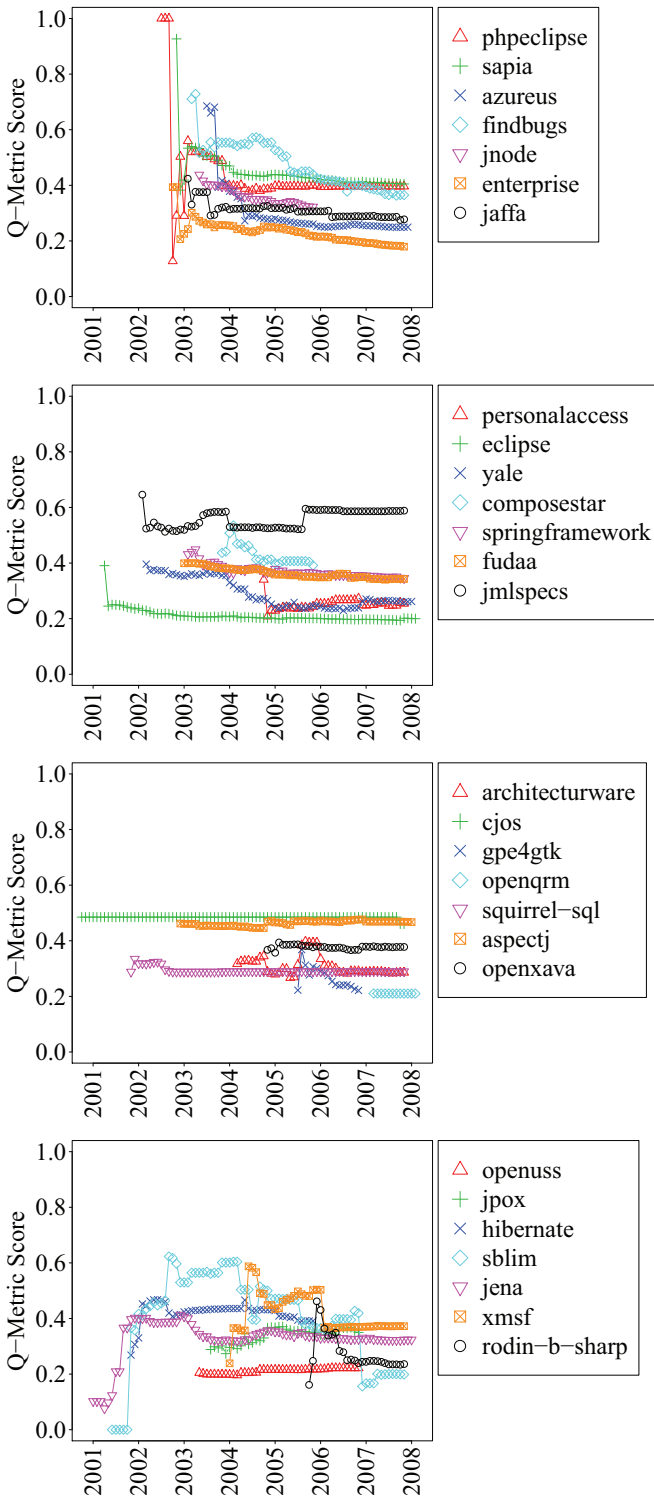 1.0
0.8
0.6
0.4
0.2
0.0
Q−Metric Score
2001
2002
2003
2004
2005
2006
2007
2008
phpeclipse
sapia
azureus
findbugs
jnode
enterprise
jaffa
1.0
0.8
0.6
0.4
0.2
0.0
Q−Metric Score
2001
2002
2003
2004
2005
2006
2007
2008
personalaccess
eclipse
yale
composestar
springframework
fudaa
jmlspecs
1.0
0.8
0.6
0.4
0.2
0.0
Q−Metric Score
2001
2002
2003
2004
2005
2006
2007
2008
architecturware
cjos
gpe4gtk
openqrm
squirrel−sql
aspectj
openxava
1.0
0.8
0.6
0.4
0.2
0.0
Q−Metric Score
2001
2002
2003
2004
2005
2006
2007
2008
openuss
jpox
hibernate
sblim
jena
xmsf
rodin−b−sharp